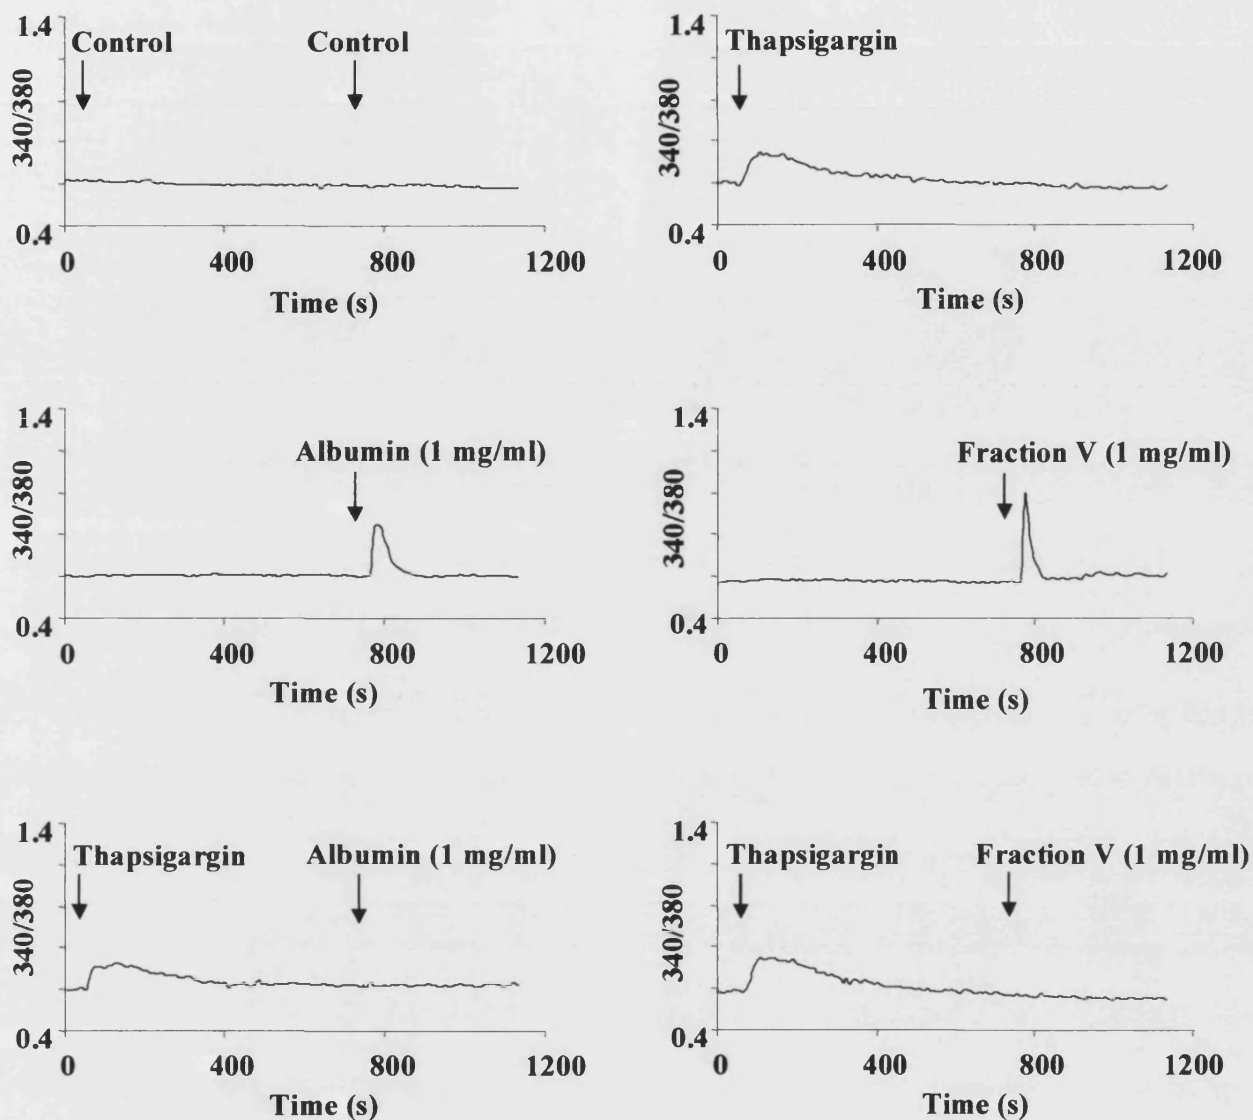 1.4
Control Control
340/380
0.4
0 400 800 1200
Time (s)
1.4
Thapsigargin
340/380
0.4
0 400 800 1200
Time (s)
1.4
Albumin (1 mg/ml)
340/380
0.4
0 400 800 1200
Time (s)
1.4
Fraction V (1 mg/ml)
340/380
0.4
0 400 800 1200
Time (s)
1.4
Thapsigargin Albumin (1 mg/ml)
340/380
0.4
0 400 800 1200
Time (s)
1.4
Thapsigargin Fraction V (1 mg/ml)
340/380
0.4
0 400 800 1200
Time (s)